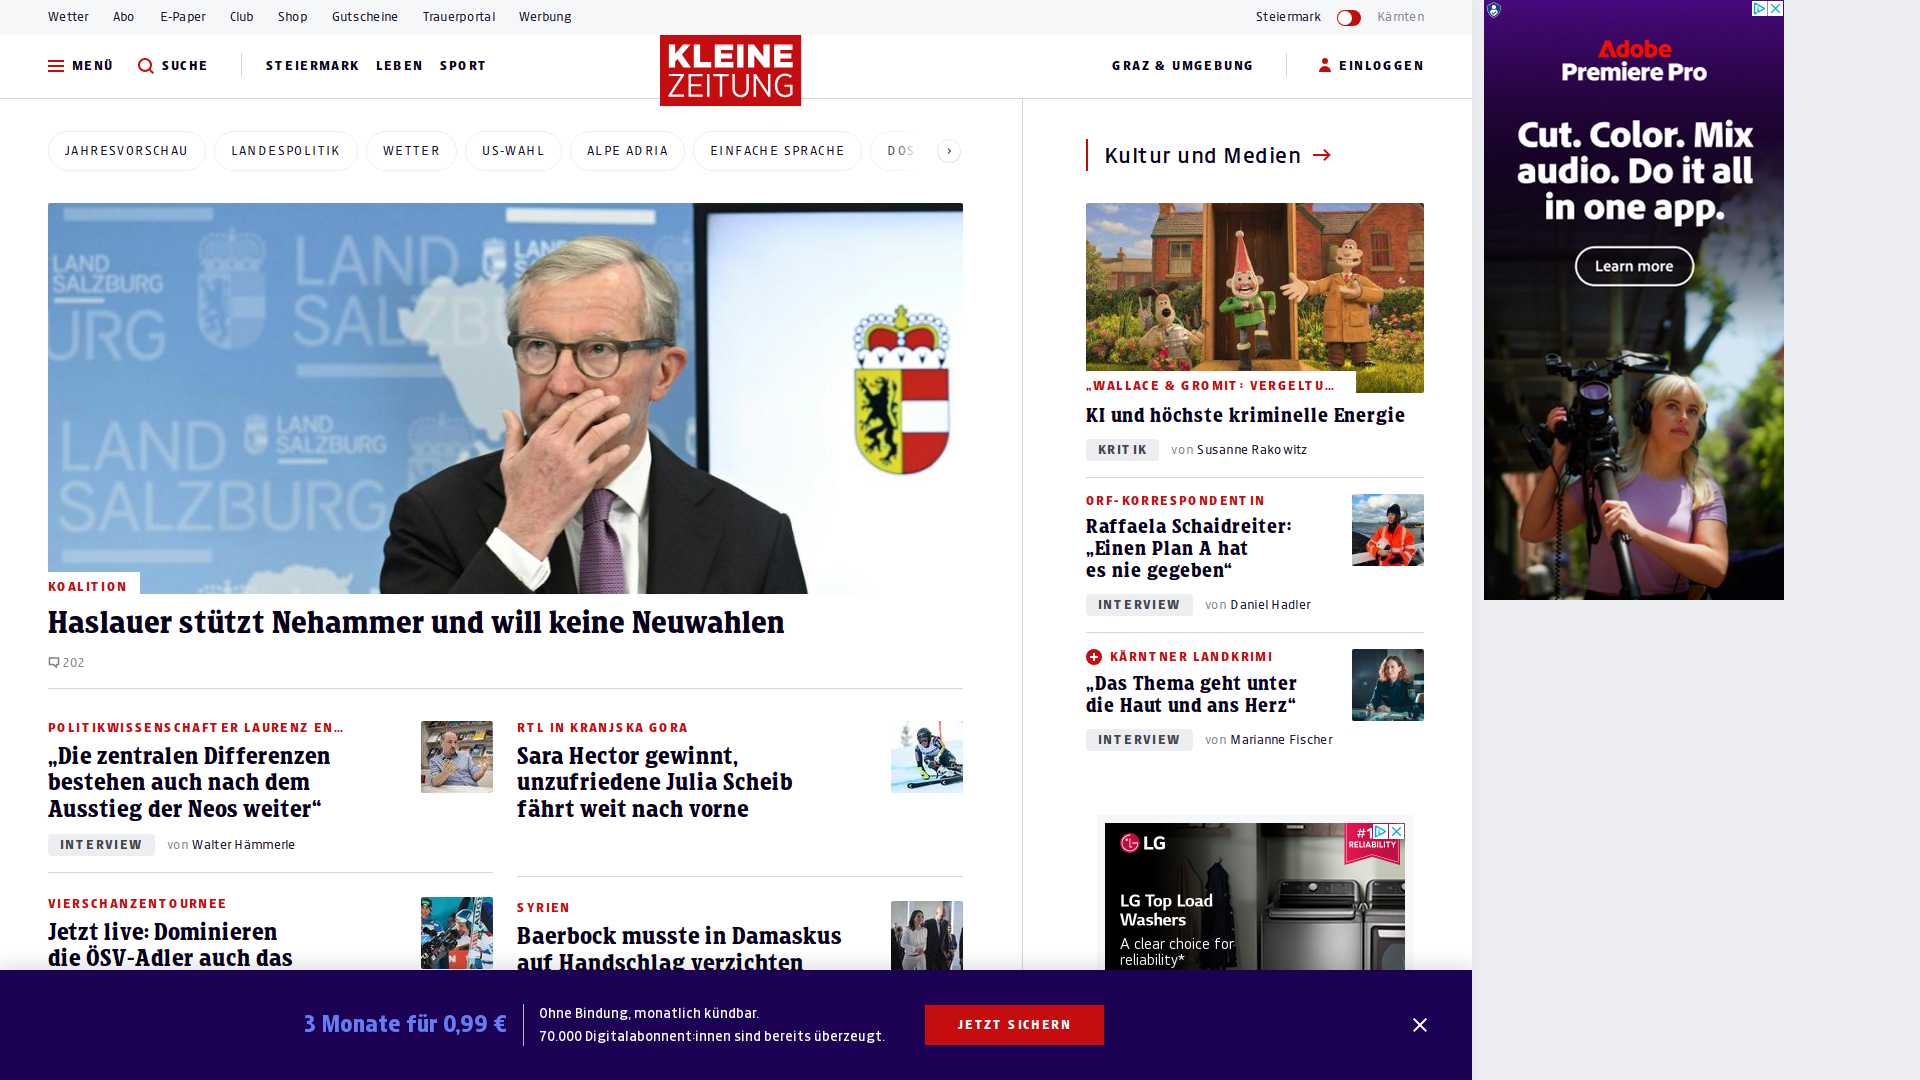 Wetter Abo E-Paper Club Shop Gutscheine Trauerportal Werbung
Steiermark Kärnten
MENÜ SUCHE STEIERMARK LEBEN SPORT
KLEINE
ZEITUNG
GRAZ & UMGEBUNG EINLOGGEN
JAHRESVORSCHAU LANDESPOLITIK WETTER US-WAHL ALPE ADRIA EINFACHE SPRACHE DOS
LAND
SALZBURG
LAND
SALZBURG
LAND
SALZBURG
LAND
SALZBURG
KOALITION
Haslauer stützt Nehammer und will keine Neuwahlen
202
POLITIKWISSENSCHAFTER LAURENZ EN...
„Die zentralen Differenzen
bestehen auch nach dem
Ausstieg der Neos weiter“
INTERVIEW von Walter Hämmerle
RTL IN KRANJSKA GORA
Sara Hector gewinnt,
unzufriedene Julia Scheib
fährt weit nach vorne
VIERSCHANZENTOURNEE
Jetzt live: Dominieren
die ÖSV-Adler auch das
SYRIEN
Baerbock musste in Damaskus
auf Handschlag verzichten
Kultur und Medien
„WALLACE & GROMIT: VERGELTU...
KI und höchste kriminelle Energie
KRITIK von Susanne Rakowitz
ORF-KORRESPONDENTIN
Raffaela Schaidreiter:
„Einen Plan A hat
es nie gegeben“
INTERVIEW von Daniel Hadler
KÄRNTNER LANDKRIMI
„Das Thema geht unter
die Haut und ans Herz“
INTERVIEW von Marianne Fischer
LG
#1
RELIABILITY
LG Top Load
Washers
A clear choice for
reliability*
Adobe
Premiere Pro
Cut. Color. Mix
audio. Do it all
in one app.
Learn more
3 Monate für 0,99 €
Ohne Bindung, monatlich kündbar.
70.000 Digitalabonnent:innen sind bereits überzeugt.
JETZT SICHERN